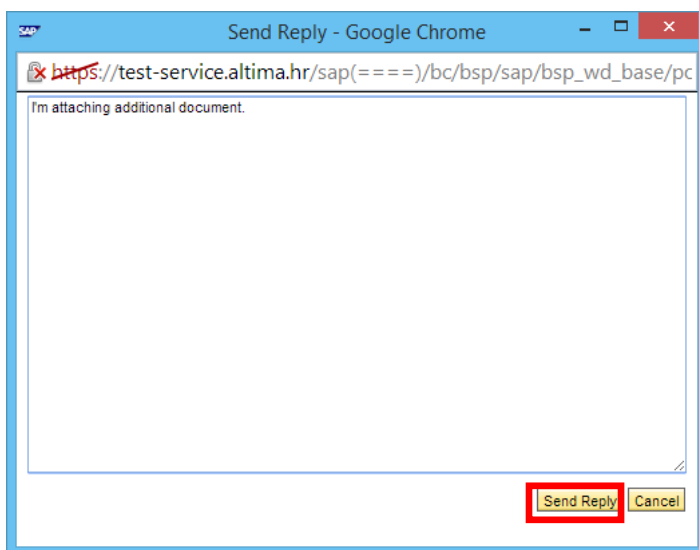 SAP
Send Reply - Google Chrome
https://test-service.altima.hr/sap(====)/bc/bsp/sap/bsp_wd_base/pc
I'm attaching additional document.
Send Reply
Cancel